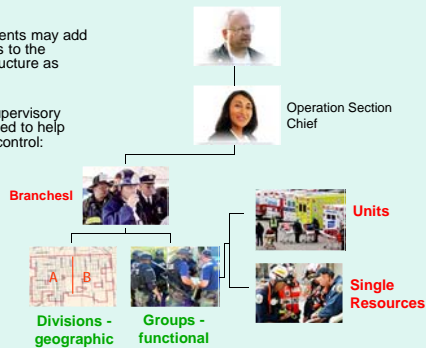 ents may add
s to the
ucture as
upervisory
ed to help
control:
Operation Section
Chief
Branchesl
A B
Units
Single
Resources
Divisions -
geographic
Groups -
functional